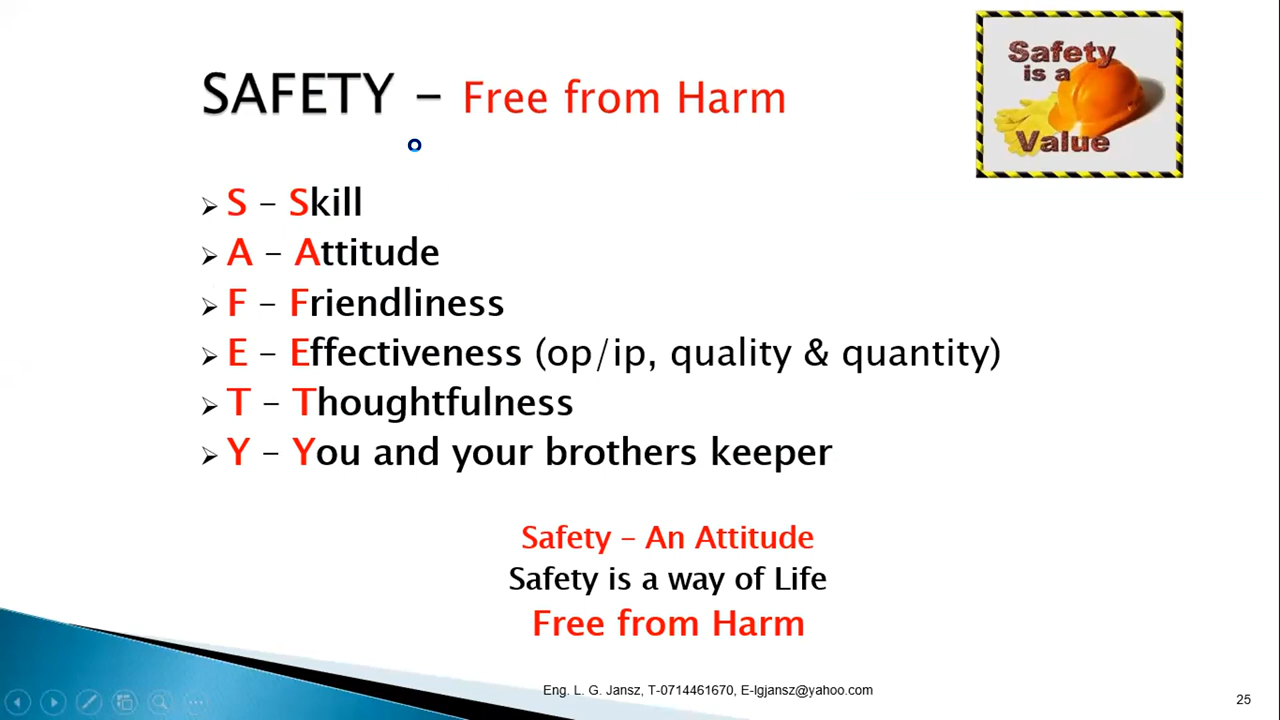 SAFETY – Free from Harm
Safety
is a
Value
S – Skill
A – Attitude
F – Friendliness
E – Effectiveness (op/ip, quality & quantity)
T – Thoughtfulness
Y – You and your brothers keeper
Safety – An Attitude
Safety is a way of Life
Free from Harm
Eng. L. G. Jansz, T-0714461670, E-lgjansz@yahoo.com
25